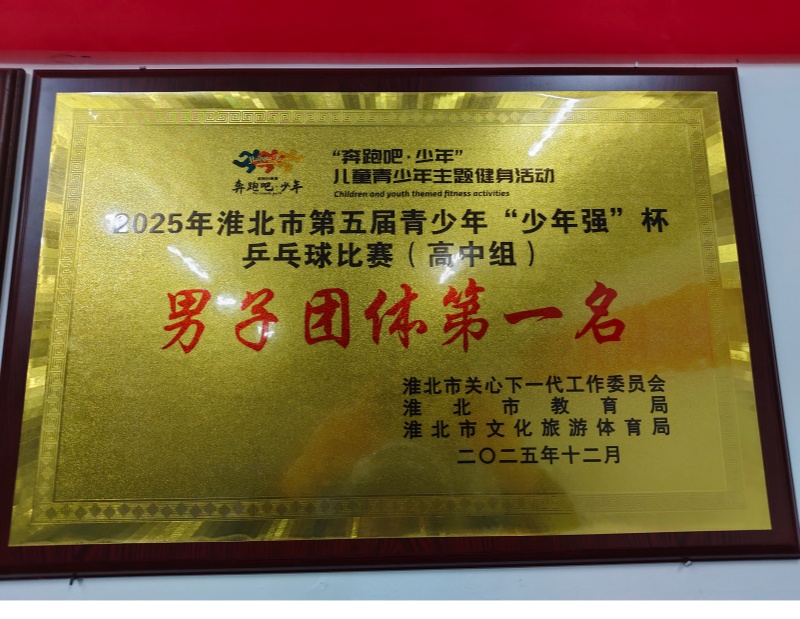 奔跑吧·少年
“奔跑吧·少年”
儿童青少年主题健身活动
Children and youth themed fitness activities
2025年淮北市第五届青少年“少年强”杯
乒乓球比赛（高中组）
男子团体第一名
淮北市关心下一代工作委员会
淮北市教育局
淮北市文化旅游体育局
二〇二五年十二月